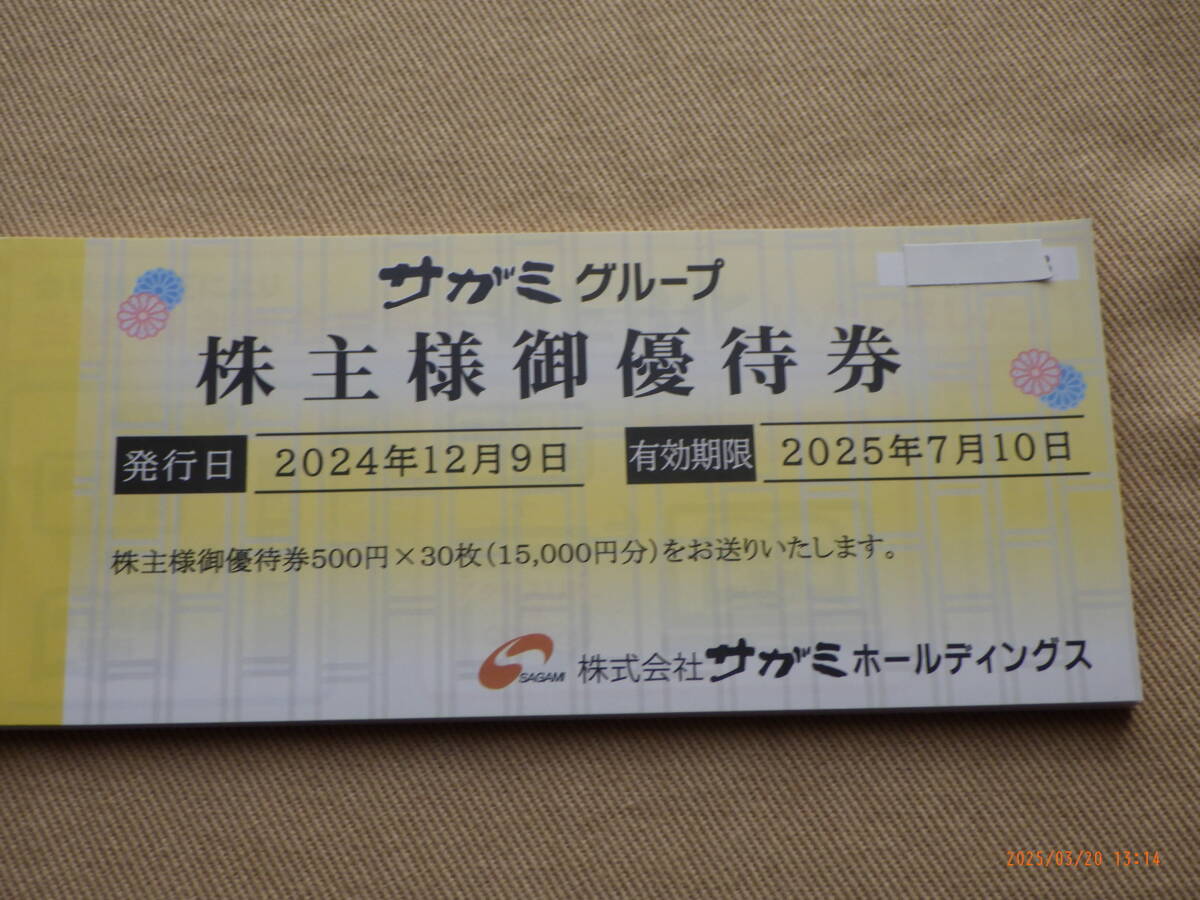 サガミグループ
株主様御優待券
発行日 2024年12月9日 有効期限 2025年7月10日
株主様御優待券500円×30枚(15,000円分)をお送りいたします。
SAGAMI 株式会社サガミホールディングス
2025/03/20 13:14